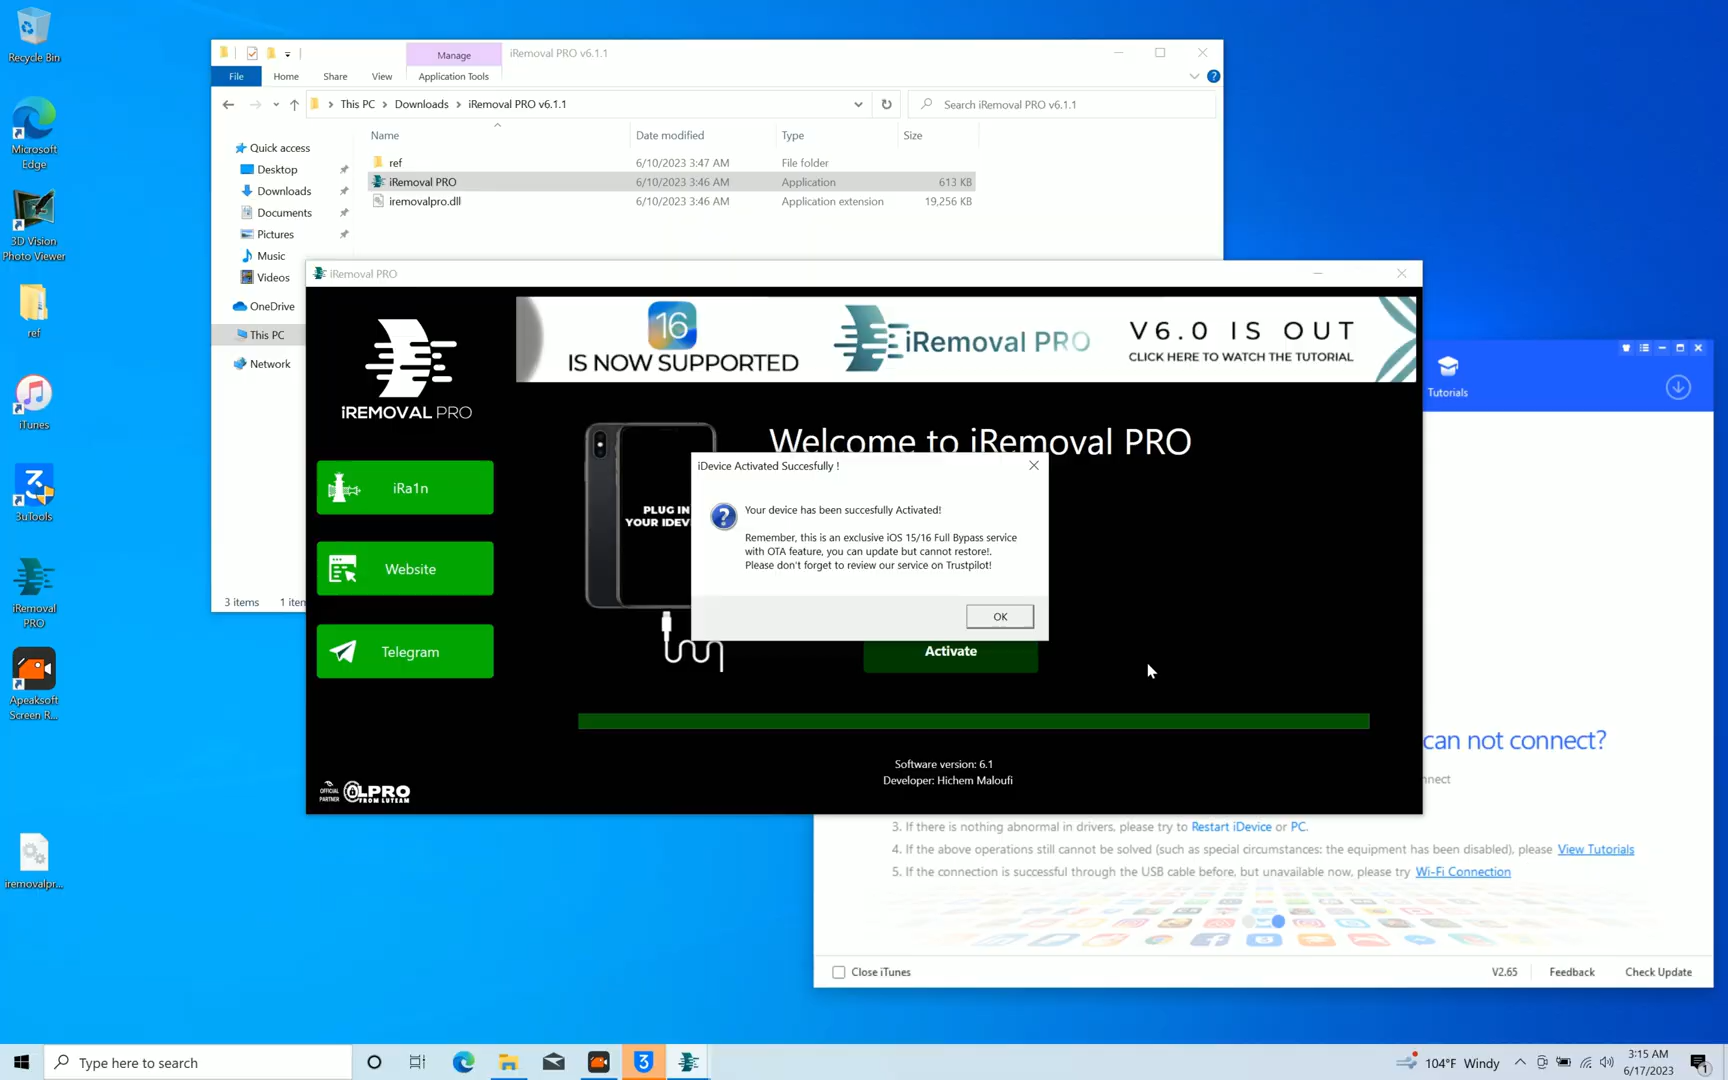 Recycle Bin
Microsoft
Edge
3D Vision
Photo Viewer
ref
iTunes
3uTools
iRemoval
PRO
Apeaksoft
Screen R...
iremovalpr...
Manage
iRemoval PRO v6.1.1
File
Home
Share
View
Application Tools
?
This PC > Downloads > iRemoval PRO v6.1.1
Search iRemoval PRO v6.1.1
Name
Date modified
Type
Size
ref
6/10/2023 3:47 AM
File folder
iRemoval PRO
6/10/2023 3:46 AM
Application
613 KB
iremovalpro.dll
6/10/2023 3:46 AM
Application extension
19,256 KB
Quick access
Desktop
Downloads
Documents
Pictures
Music
Videos
OneDrive
This PC
Network
3 items
1 iten
iRemoval PRO
iREMOVAL PRO
16
IS NOW SUPPORTED
iRemoval PRO
V6.0 IS OUT
CLICK HERE TO WATCH THE TUTORIAL
iRa1n
Website
Telegram
Welcome to iRemoval PRO
PLUG IN
YOUR IDEV
iDevice Activated Succesfully !
?
Your device has been succesfully Activated!
Remember, this is an exclusive iOS 15/16 Full Bypass service
with OTA feature, you can update but cannot restore!.
Please don't forget to review our service on Trustpilot!
OK
Activate
Software version: 6.1
Developer: Hichem Maloufi
OFFICIAL
PARTNER
LPRO
FROM LUTEAM
Tutorials
can not connect?
nnect
3. If there is nothing abnormal in drivers, please try to Restart iDevice or PC.
4. If the above operations still cannot be solved (such as special circumstances: the equipment has been disabled), please View Tutorials
5. If the connection is successful through the USB cable before, but unavailable now, please try Wi-Fi Connection
Close iTunes
V2.65
Feedback
Check Update
Type here to search
3
104°F Windy
3:15 AM
6/17/2023
1